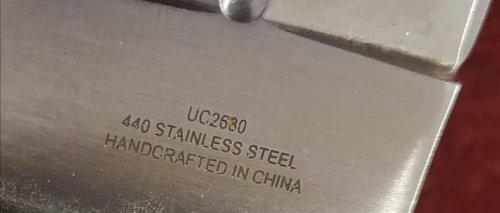 UC2630
440 STAINLESS STEEL
HANDCRAFTED IN CHINA